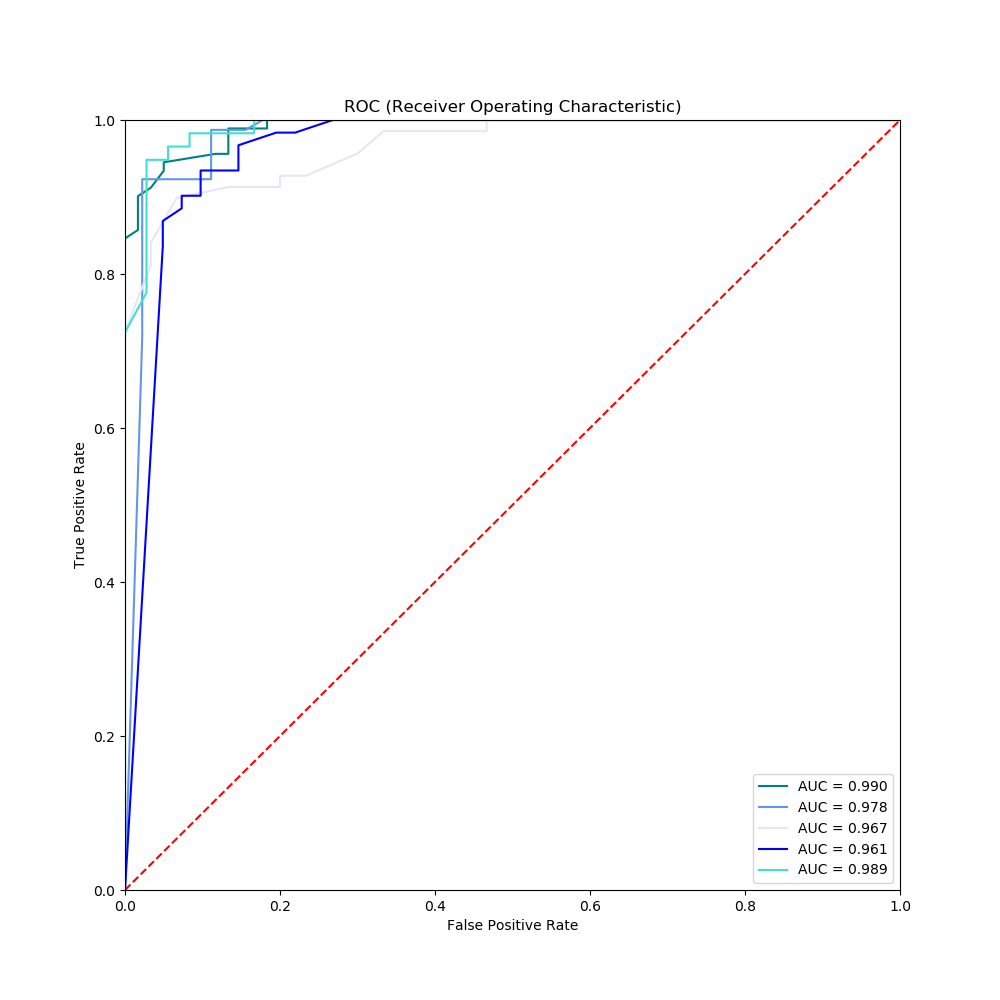 ROC (Receiver Operating Characteristic)
1.0
0.8
0.6
0.4
0.2
0.0
True Positive Rate
0.0 0.2 0.4 0.6 0.8 1.0
False Positive Rate
AUC = 0.990
AUC = 0.978
AUC = 0.967
AUC = 0.961
AUC = 0.989